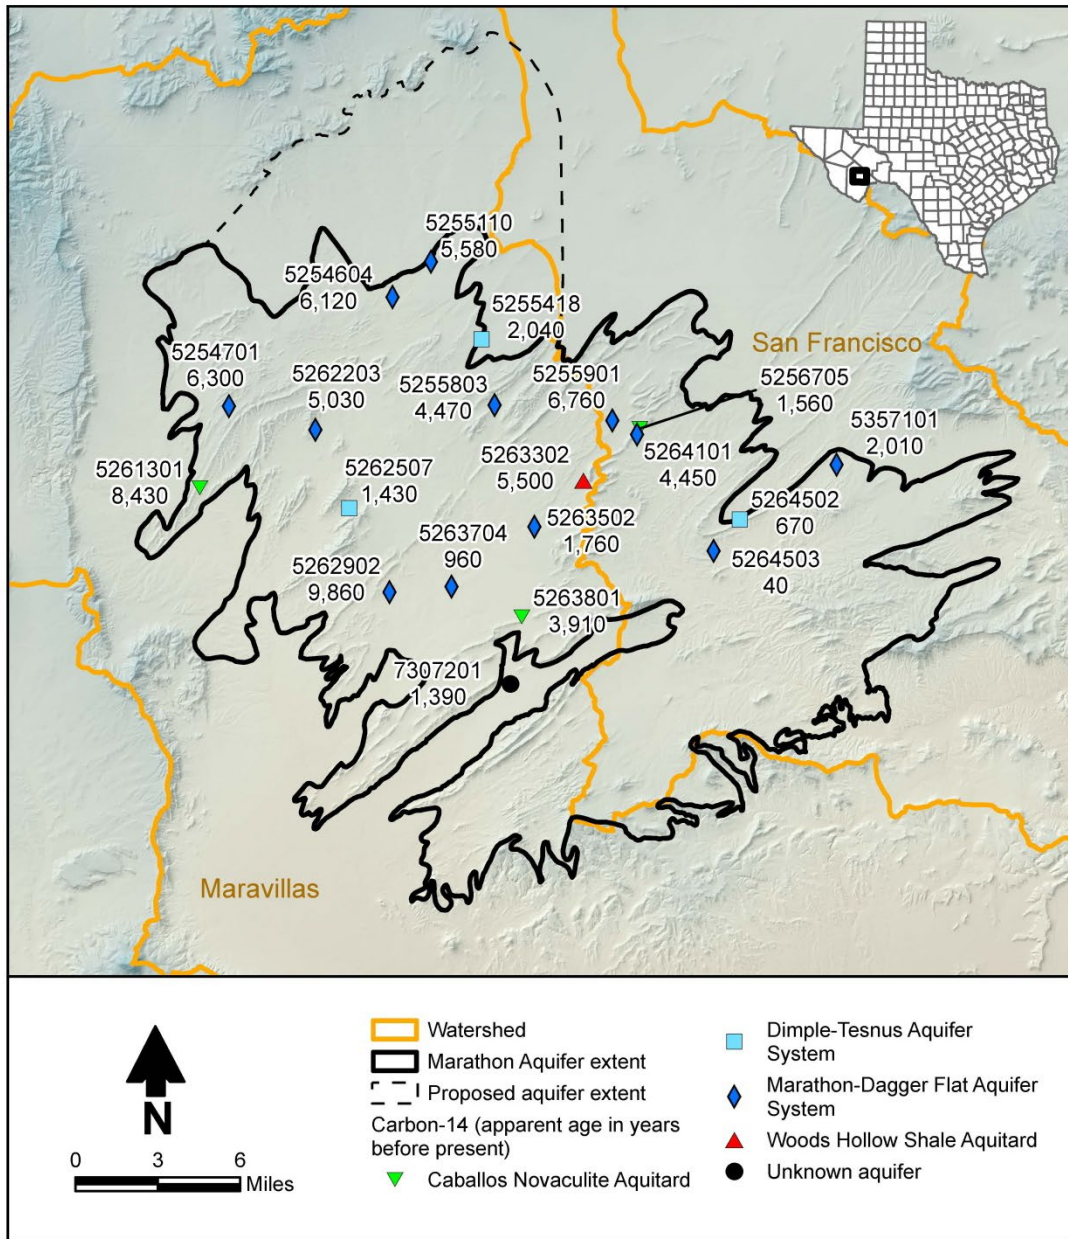 5255110
5,580
5254604
6,120
5255418
2,040
San Francisco
5254701
6,300
5262203
5,030
5255803
4,470
5255901
6,760
5256705
1,560
5357101
2,010
5261301
8,430
5262507
1,430
5263302
5,500
5264101
4,450
5264502
670
5263502
1,760
5263704
960
5262902
9,860
5264503
40
5263801
3,910
7307201
1,390
Maravillas
N
0 3 6
Miles
Watershed
Marathon Aquifer extent
Proposed aquifer extent
Carbon-14 (apparent age in years
before present)
Caballos Novaculite Aquitard
Dimple-Tesnus Aquifer
System
Marathon-Dagger Flat Aquifer
System
Woods Hollow Shale Aquitard
Unknown aquifer